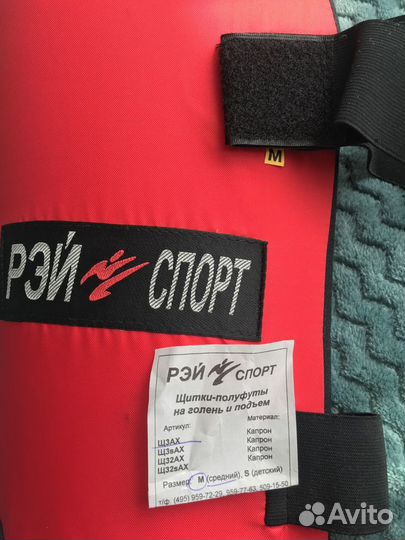 M
РЭЙ СПОРТ
РЭЙ СПОРТ
Щитки-полуфуты
на голень и подъем
Артикул: Материал:
Щ3АХ Капрон
Щ3вАХ Капрон
Щ32АХ Капрон
Щ32вАХ Капрон
Размер: М (средний), S (детский)
т/ф. (495) 959-72-29, 959-77-63, 509-15-50
Avito